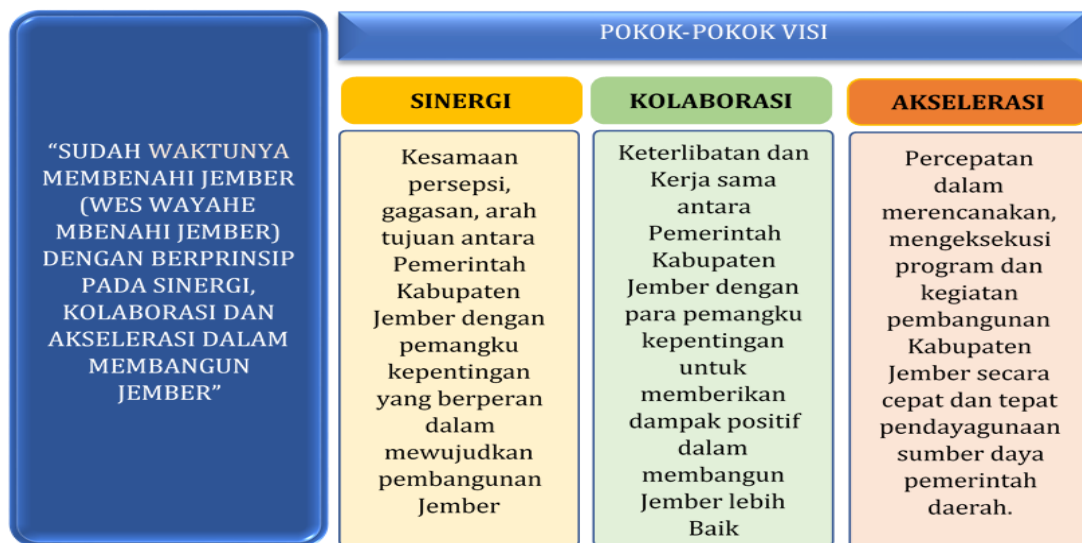 “SUDAH WAKTUNYA
MEMBENAHI JEMBER
(WES WAYAHE
MBENAHI JEMBER)
DENGAN BERPRINSIP
PADA SINERGI,
KOLABORASI DAN
AKSELERASI DALAM
MEMBANGUN
JEMBER”
POKOK-POKOK VISI
SINERGI
Kesamaan
persepsi,
gagasan, arah
tujuan antara
Pemerintah
Kabupaten
Jember dengan
pemangku
kepentingan
yang berperan
dalam
mewujudkan
pembangunan
Jember
KOLABORASI
Keterlibatan dan
Kerja sama
antara
Pemerintah
Kabupaten
Jember dengan
para pemangku
kepentingan
untuk
memberikan
dampak positif
dalam
membangun
Jember lebih
Baik
AKSELERASI
Percepatan
dalam
merencanakan,
mengeksekusi
program dan
kegiatan
pembangunan
Kabupaten
Jember secara
cepat dan tepat
pendayagunaan
sumber daya
pemerintah
daerah.